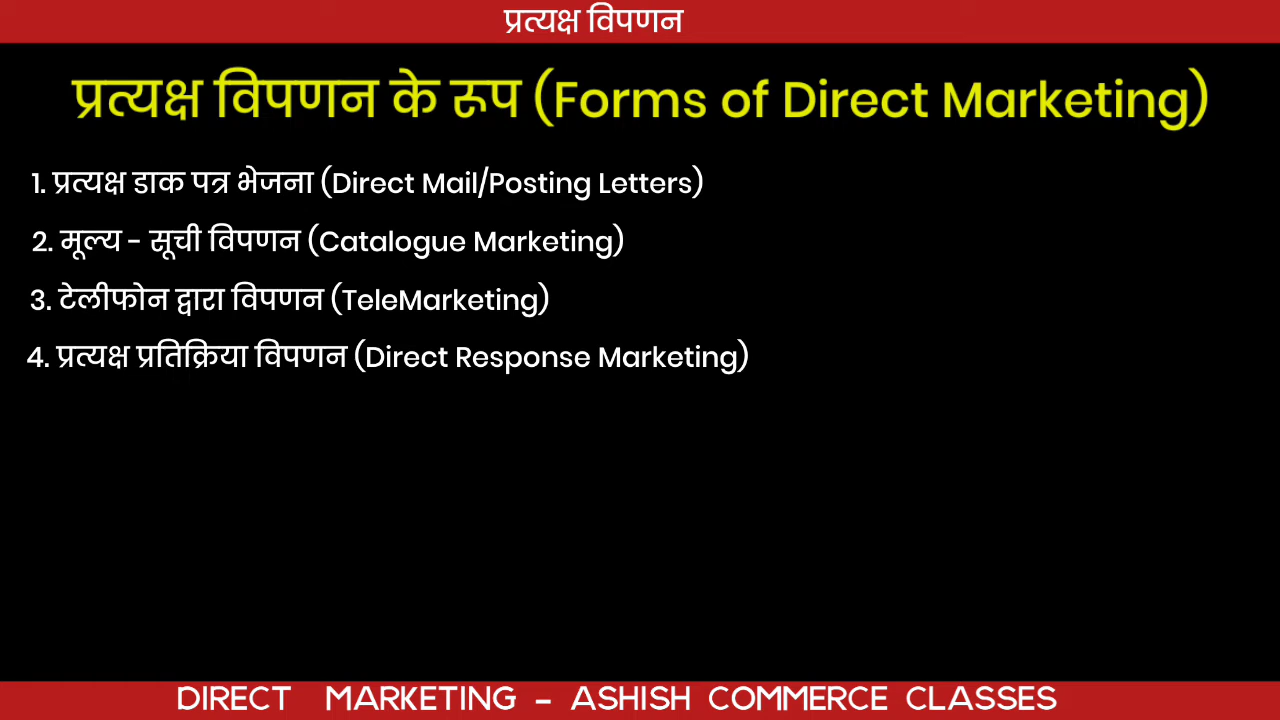 प्रत्यक्ष विपणन
प्रत्यक्ष विपणन के रूप (Forms of Direct Marketing)
1. प्रत्यक्ष डाक पत्र भेजना (Direct Mail/Posting Letters)
2. मूल्य - सूची विपणन (Catalogue Marketing)
3. टेलीफोन द्वारा विपणन (TeleMarketing)
4. प्रत्यक्ष प्रतिक्रिया विपणन (Direct Response Marketing)
DIRECT MARKETING - ASHISH COMMERCE CLASSES